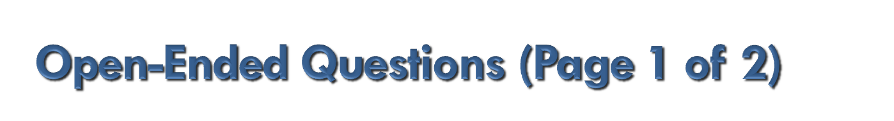 Open-Ended Questions (Page 1 of 2)